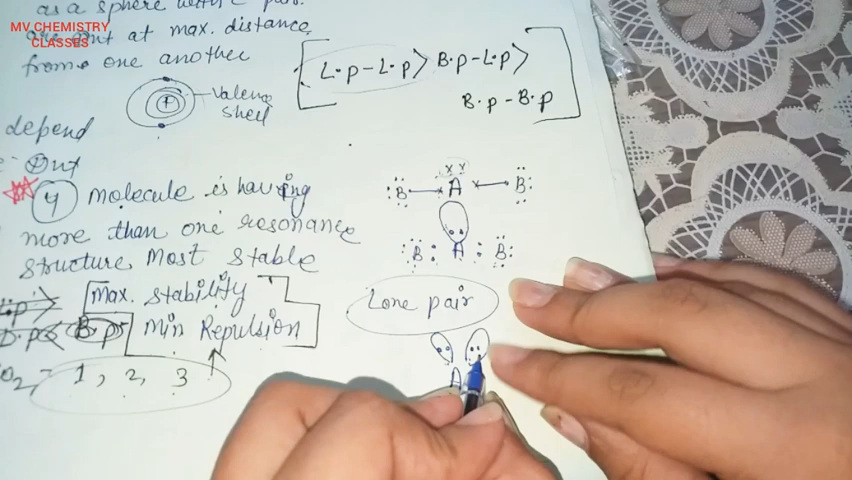 as a sphere with
MV CHEMISTRY
CLASSES
at max. distance
from one another
L.p-L.p> B.p-L.p>
B.p-B.p
Valence
shell
depend
4 Molecule is having
more than one resonance
structure Most stable
Max. stability
Min Repulsion
1, 2, 3
B A B
B : A : B
Lone pair
A